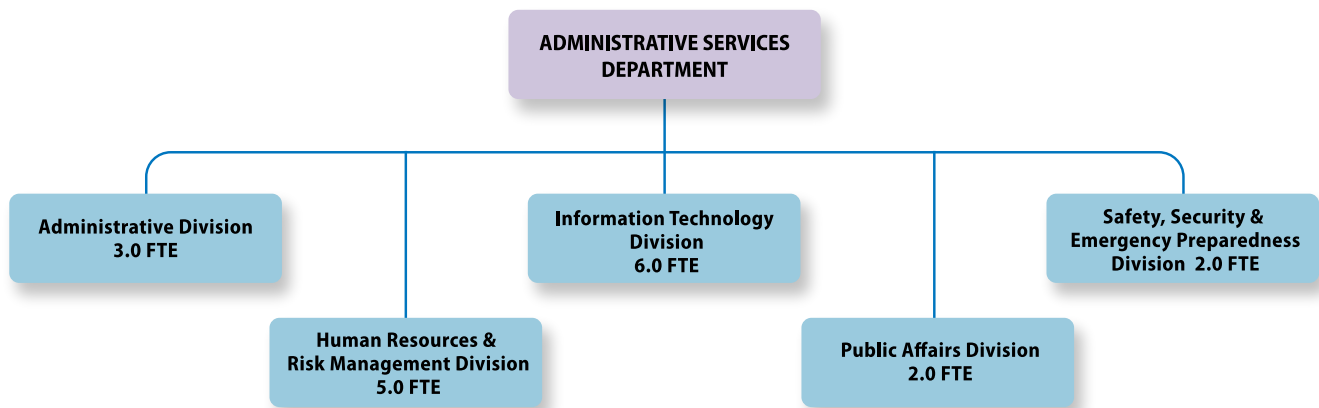 ADMINISTRATIVE SERVICES
DEPARTMENT
Administrative Division
3.0 FTE
Human Resources &
Risk Management Division
5.0 FTE
Information Technology
Division
6.0 FTE
Public Affairs Division
2.0 FTE
Safety, Security &
Emergency Preparedness
Division 2.0 FTE